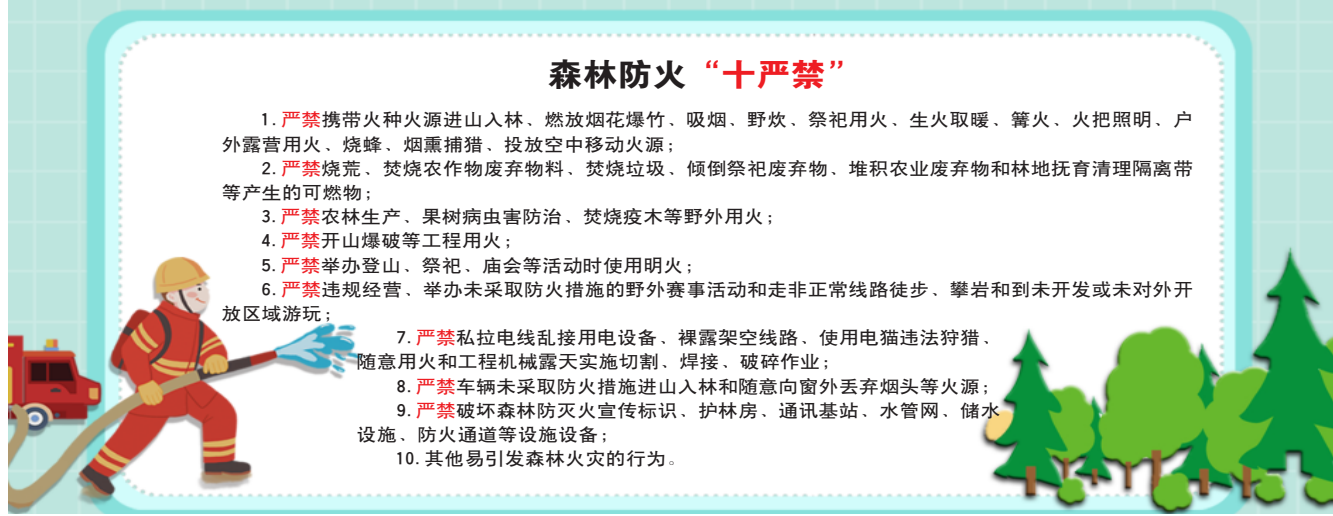 森林防火“十严禁”
1.严禁携带火种火源进山入林、燃放烟花爆竹、吸烟、野炊、祭祀用火、生火取暖、篝火、火把照明、户
外露营用火、烧蜂、烟熏捕猎、投放空中移动火源；
2.严禁烧荒、焚烧农作物废弃物料、焚烧垃圾、倾倒祭祀废弃物、堆积农业废弃物和林地抚育清理隔离带
等产生的可燃物；
3.严禁农林生产、果树病虫害防治、焚烧疫木等野外用火；
4.严禁开山爆破等工程用火；
5.严禁举办登山、祭祀、庙会等活动时使用明火；
6.严禁违规经营、举办未采取防火措施的野外赛事活动和走非正常线路徒步、攀岩和到未开发或未对外开
放区域游玩；
7.严禁私拉电线乱接用电设备、裸露架空线路、使用电猫违法狩猎、
随意用火和工程机械露天实施切割、焊接、破碎作业；
8.严禁车辆未采取防火措施进山入林和随意向窗外丢弃烟头等火源；
9.严禁破坏森林防灭火宣传标识、护林房、通讯基站、水管网、储水
设施、防火通道等设施设备；
10.其他易引发森林火灾的行为。